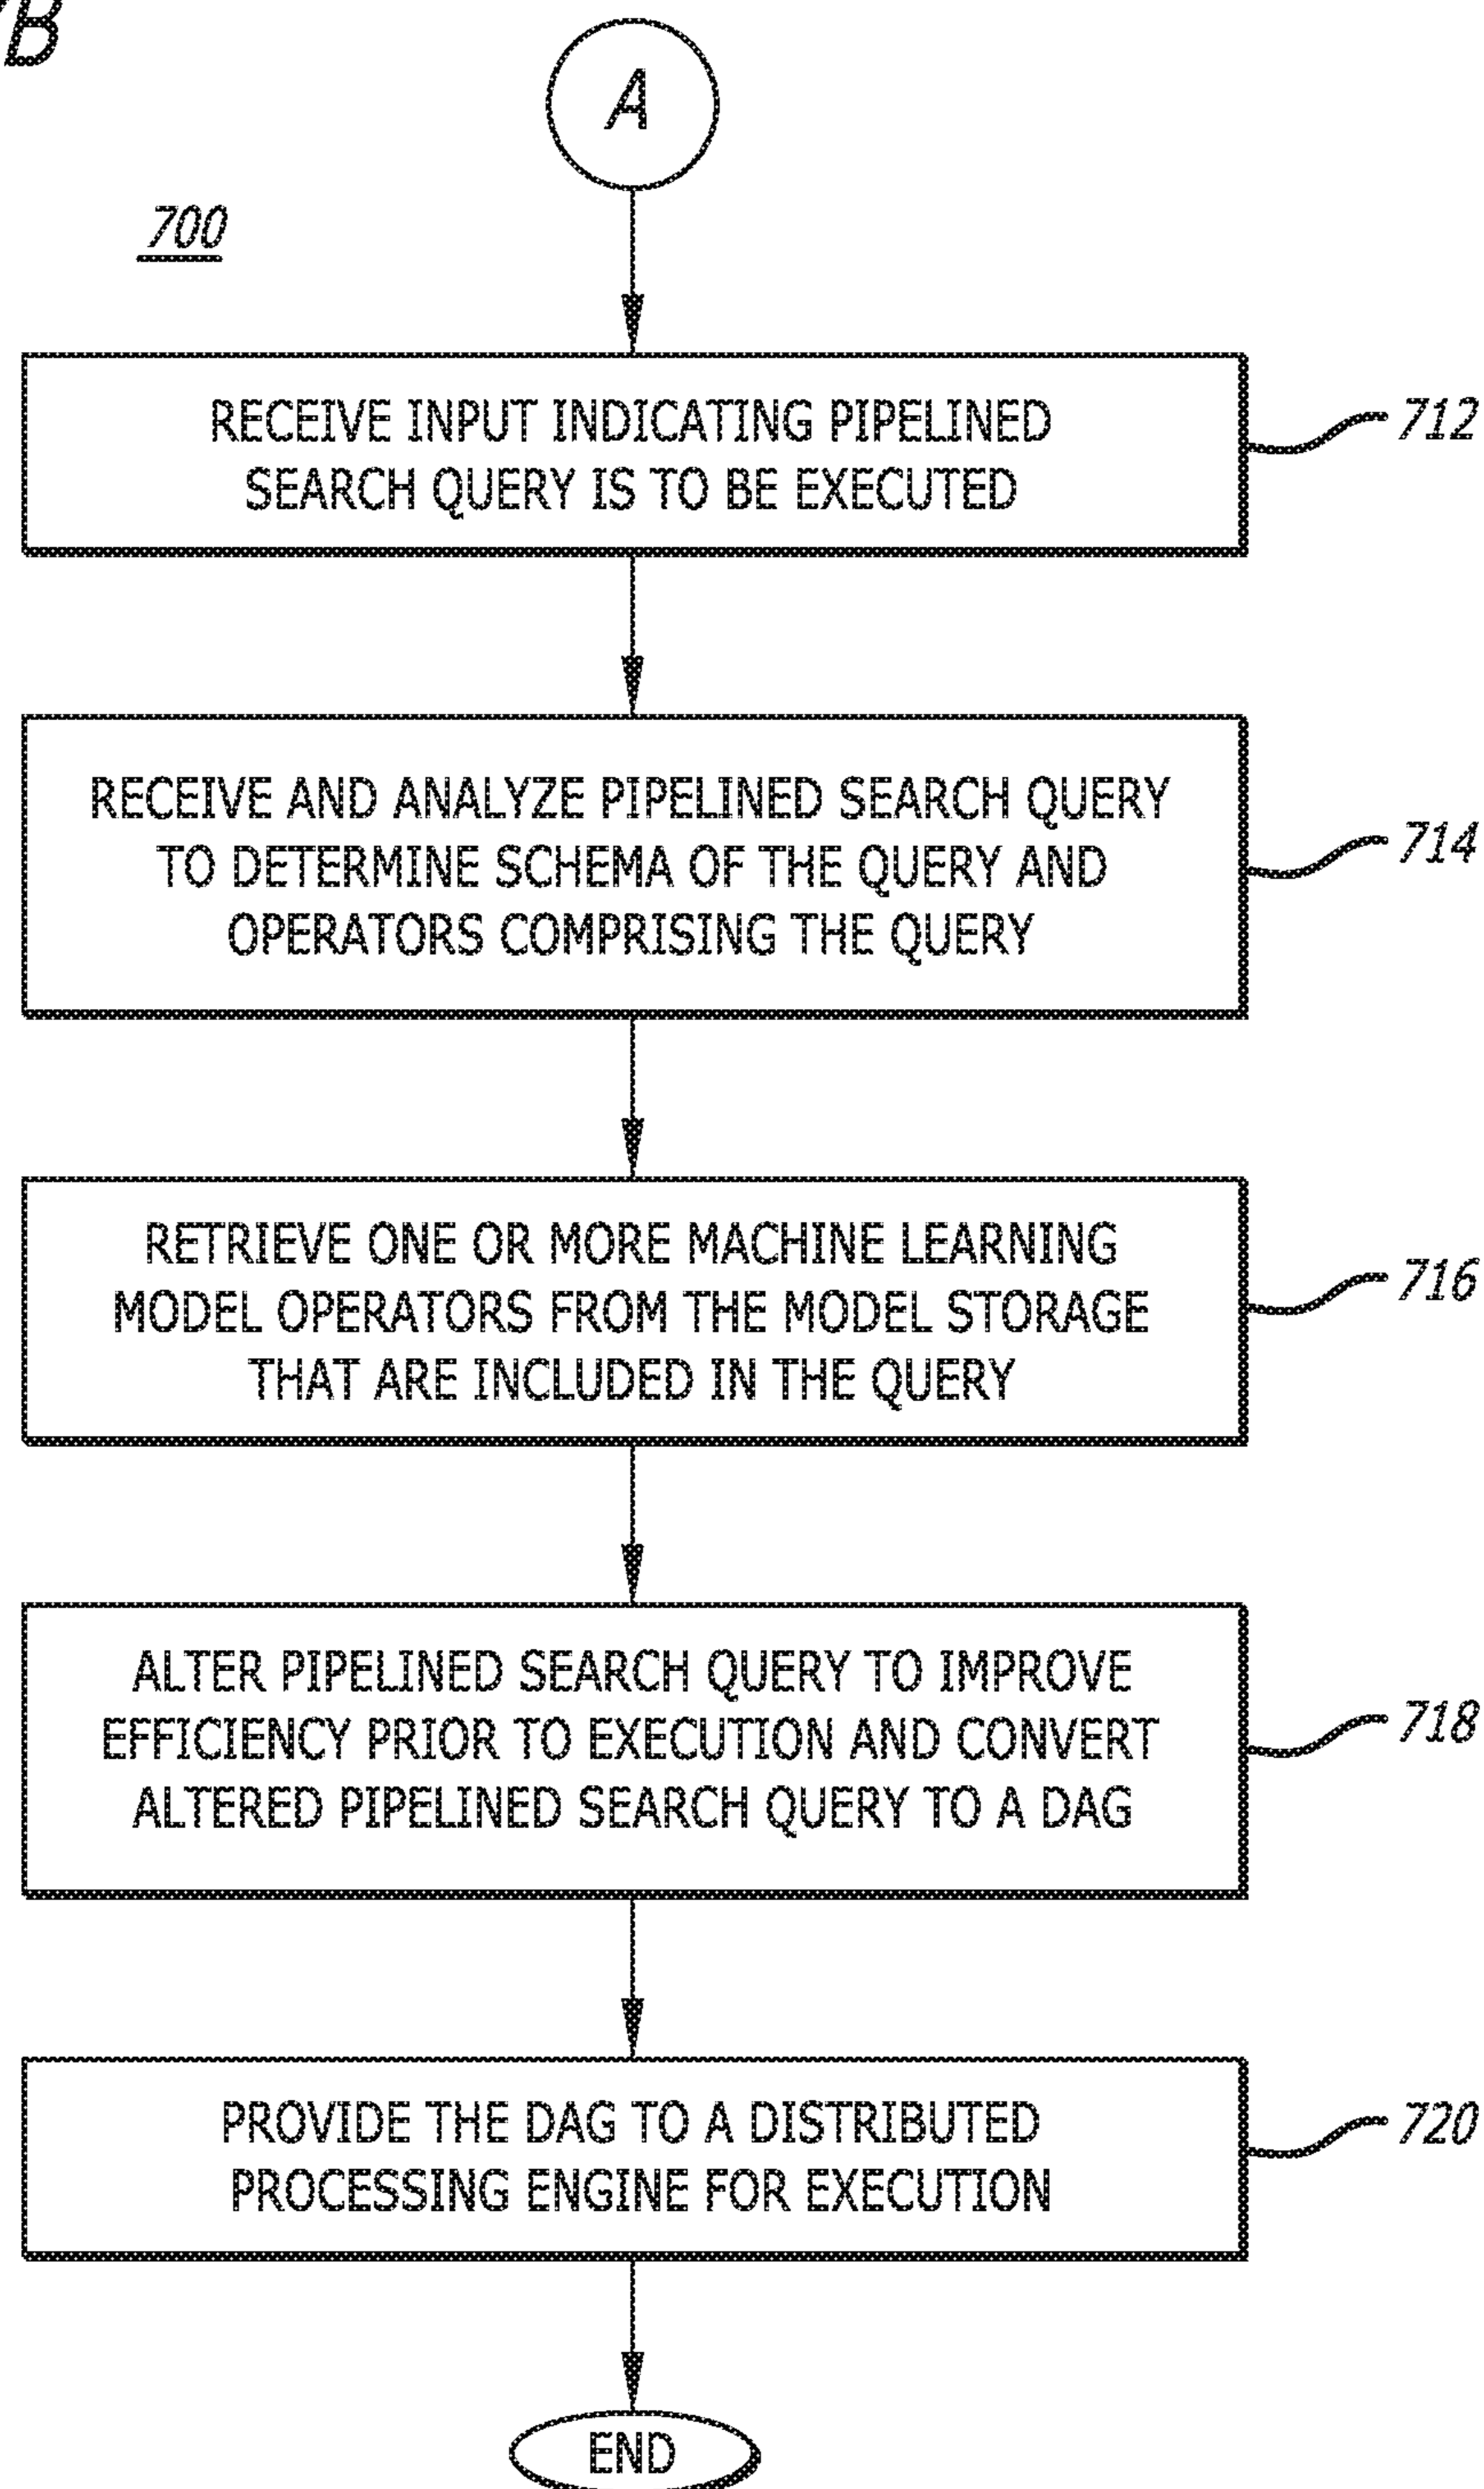 7B
A
700
RECEIVE INPUT INDICATING PIPELINED
SEARCH QUERY IS TO BE EXECUTED
712
RECEIVE AND ANALYZE PIPELINED SEARCH QUERY
TO DETERMINE SCHEMA OF THE QUERY AND
OPERATORS COMPRISING THE QUERY
714
RETRIEVE ONE OR MORE MACHINE LEARNING
MODEL OPERATORS FROM THE MODEL STORAGE
THAT ARE INCLUDED IN THE QUERY
716
ALTER PIPELINED SEARCH QUERY TO IMPROVE
EFFICIENCY PRIOR TO EXECUTION AND CONVERT
ALTERED PIPELINED SEARCH QUERY TO A DAG
718
PROVIDE THE DAG TO A DISTRIBUTED
PROCESSING ENGINE FOR EXECUTION
720
END